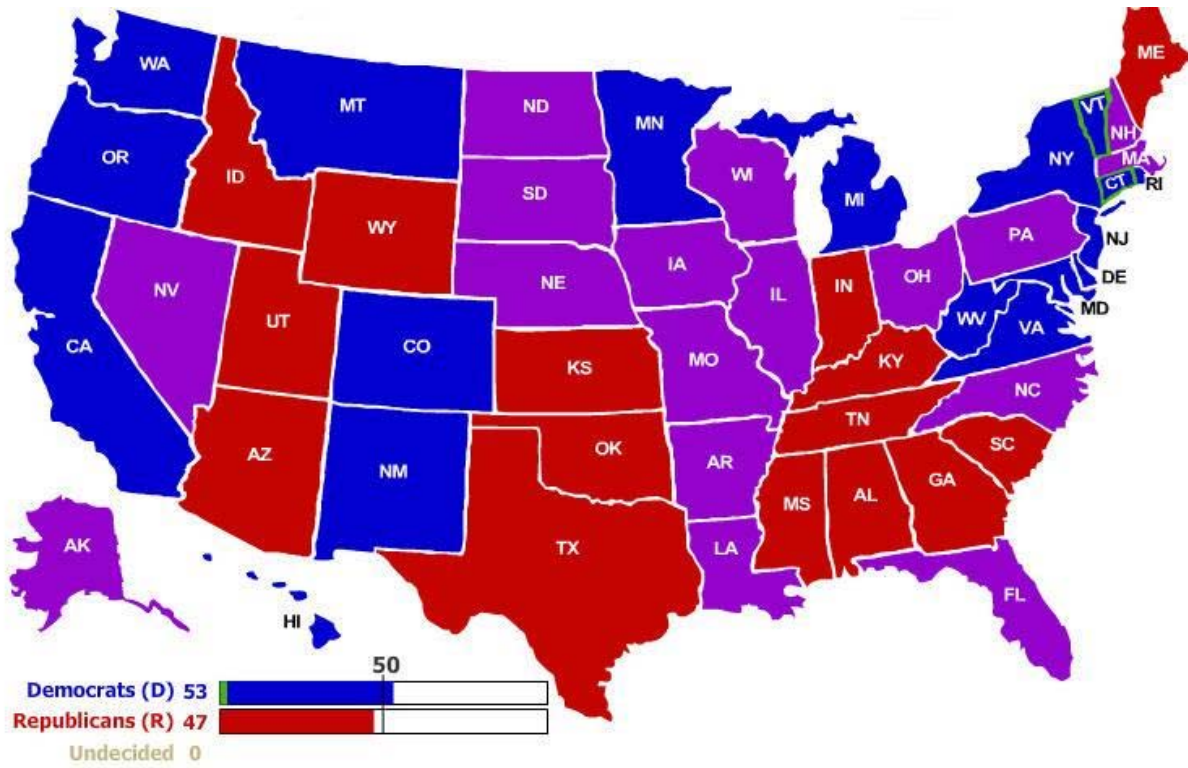 ME
WA
MT
ND
MN
VT
NH
OR
ID
SD
WI
NY
MA
MI
CT
RI
WY
PA
NJ
IA
NE
OH
DE
NV
IL
IN
MD
UT
CO
WV
VA
CA
KS
MO
KY
NC
TN
AZ
OK
SC
NM
AR
GA
MS
AL
AK
TX
LA
FL
HI
50
Democrats (D) 53
Republicans (R) 47
Undecided 0